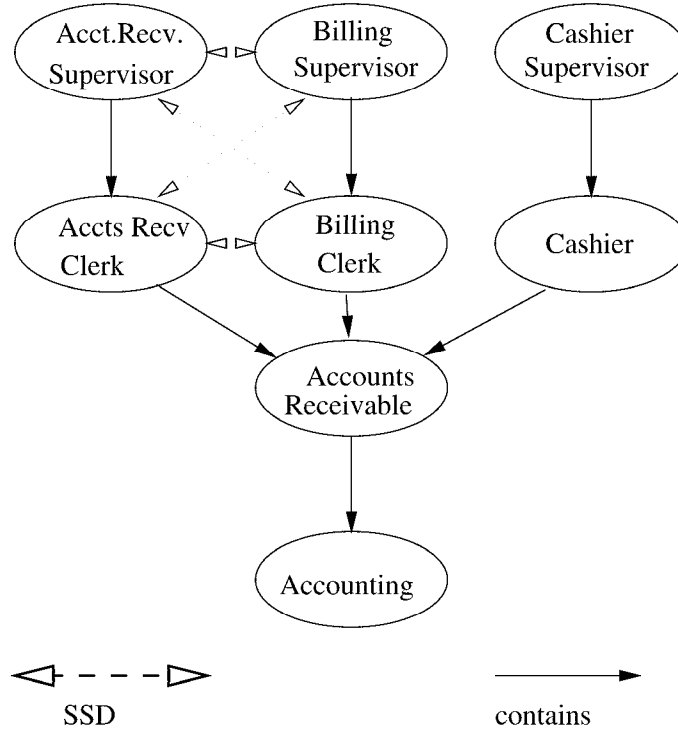 Acct.Recv.
Supervisor
Billing
Supervisor
Cashier
Supervisor
Accts Recv
Clerk
Billing
Clerk
Cashier
Accounts
Receivable
Accounting
SSD
contains